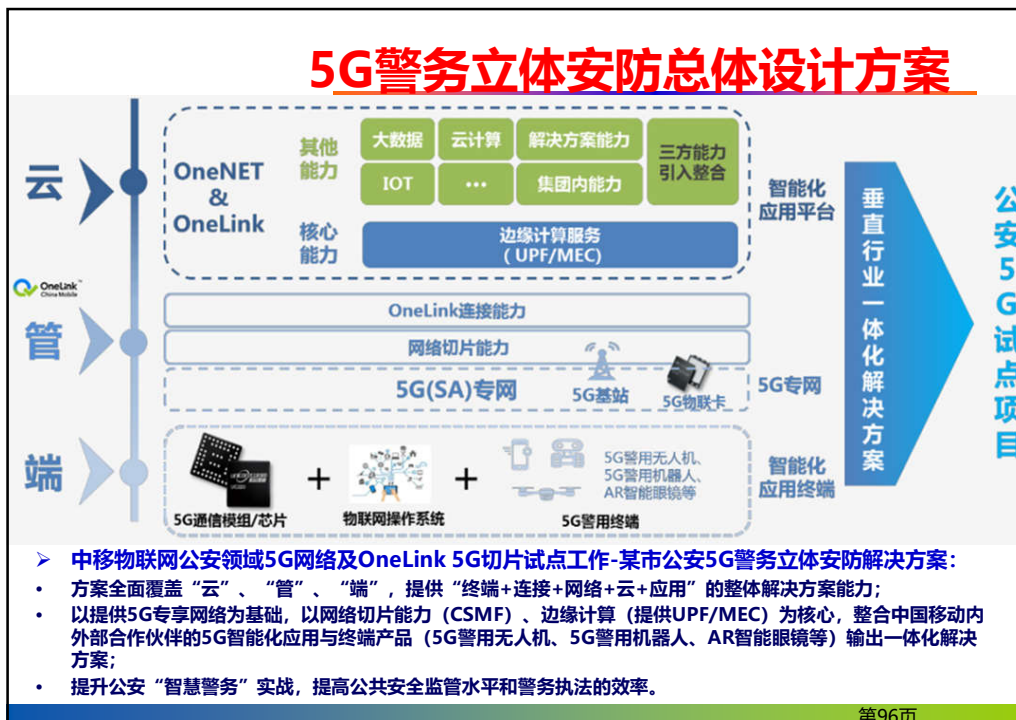 5G警务立体安防总体设计方案
云
OneNET
&
OneLink
其他
能力
大数据
云计算
解决方案能力
三方能力
引入整合
IOT
···
集团内能力
核心
能力
边缘计算服务
( UPF/MEC)
智能化
应用平台
OneLink
China Mobile
管
OneLink连接能力
网络切片能力
5G(SA)专网
5G基站
5G物联卡
5G专网
端
5G通信模组/芯片
+
物联网操作系统
+
5G警用无人机、
5G警用机器人、
AR智能眼镜等
5G警用终端
智能化
应用终端
垂直行业一体化解决方案
公安5G试点项目
➢ 中移物联网公安领域5G网络及OneLink 5G切片试点工作-某市公安5G警务立体安防解决方案：
• 方案全面覆盖“云”、“管”、“端”，提供“终端+连接+网络+云+应用”的整体解决方案能力；
• 以提供5G专享网络为基础，以网络切片能力（CSMF）、边缘计算（提供UPF/MEC）为核心，整合中国移动内
外部合作伙伴的5G智能化应用与终端产品（5G警用无人机、5G警用机器人、AR智能眼镜等）输出一体化解决
方案；
• 提升公安“智慧警务”实战，提高公共安全监管水平和警务执法的效率。
第96页